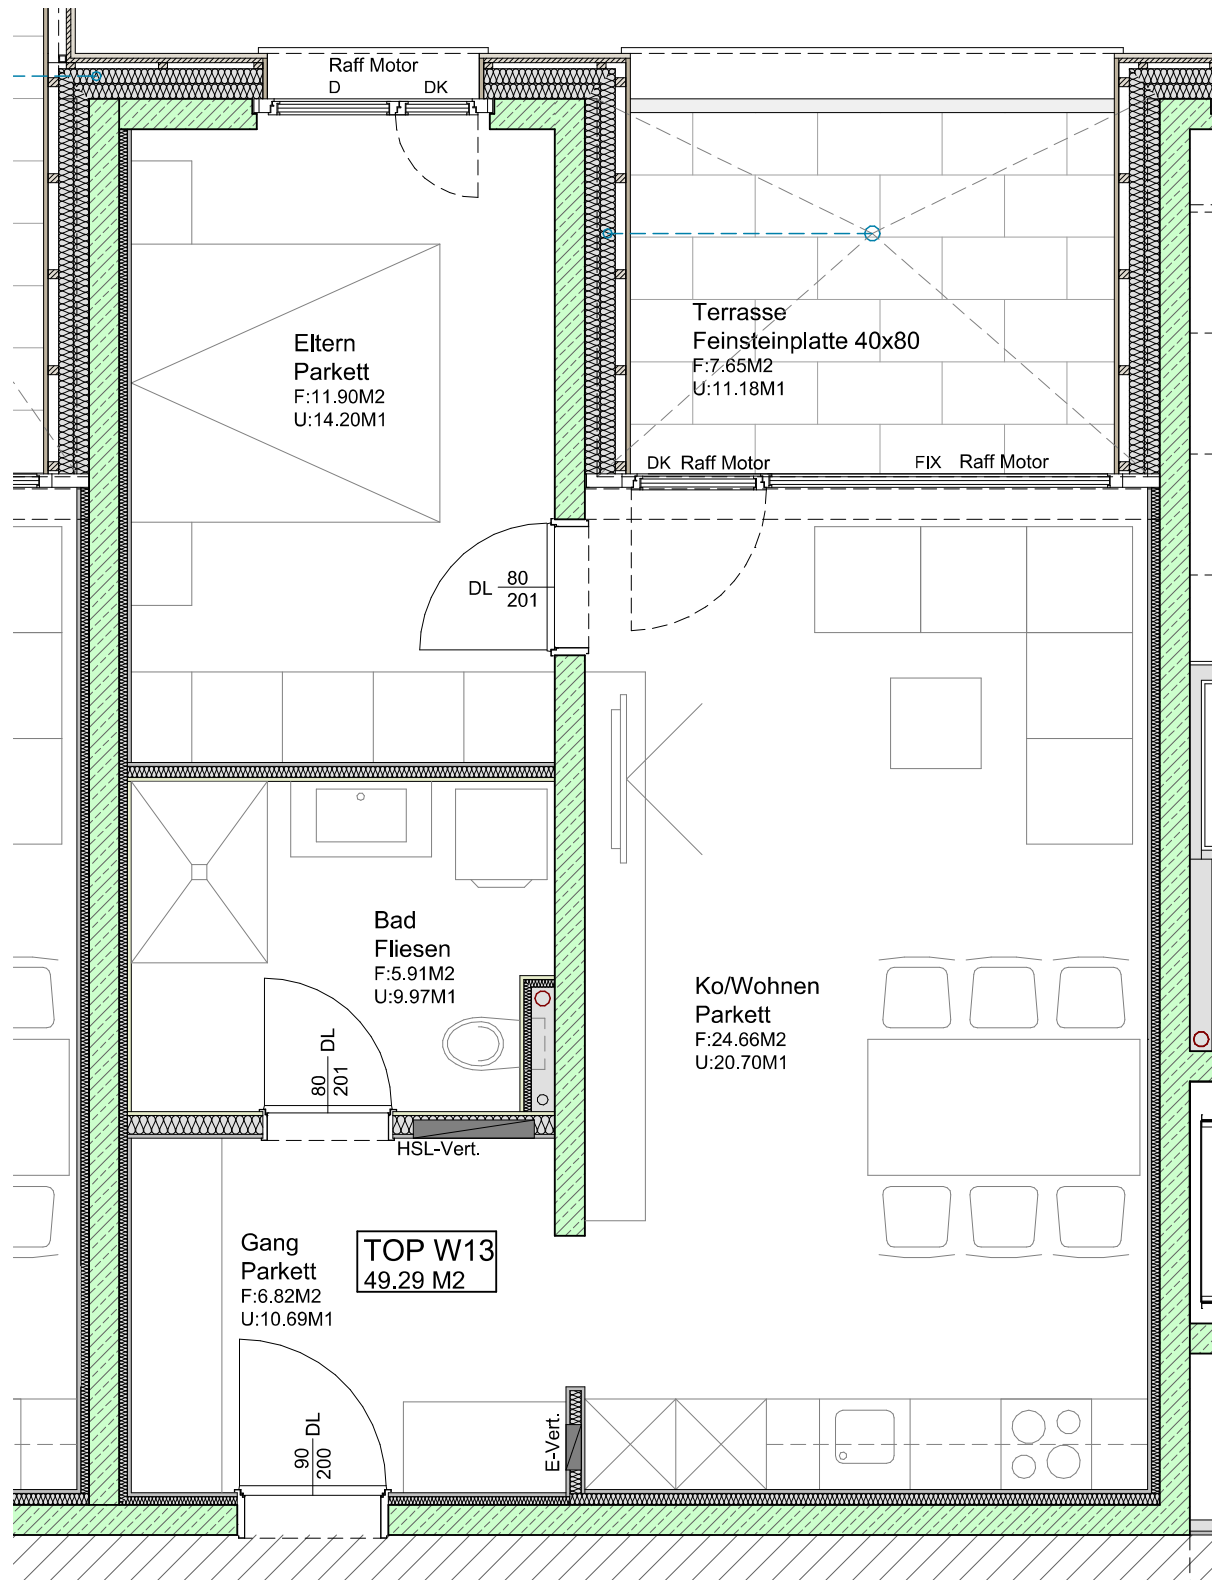 Raff Motor
D
DK
Terrasse
Feinsteinplatte 40x80
F:7.65M2
U:11.18M1
Eltern
Parkett
F:11.90M2
U:14.20M1
DK Raff Motor
FIX Raff Motor
DL 80
201
Bad
Fliesen
F:5.91M2
U:9.97M1
Ko/Wohnen
Parkett
F:24.66M2
U:20.70M1
80 DL
201
HSL-Vert.
Gang
Parkett
F:6.82M2
U:10.69M1
TOP W13
49.29 M2
90 DL
200
E-Vert.